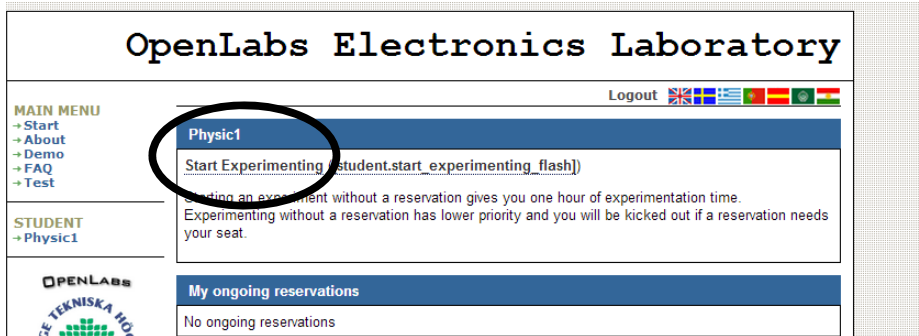 OpenLabs Electronics Laboratory
Logout
MAIN MENU
Start
About
Demo
FAQ
Test
STUDENT
Physic1
OPENLABS
TEKNISKA
Physic1
Start Experimenting student.start_experimenting_flash])
Starting an experiment without a reservation gives you one hour of experimentation time.
Experimenting without a reservation has lower priority and you will be kicked out if a reservation needs
your seat.
My ongoing reservations
No ongoing reservations